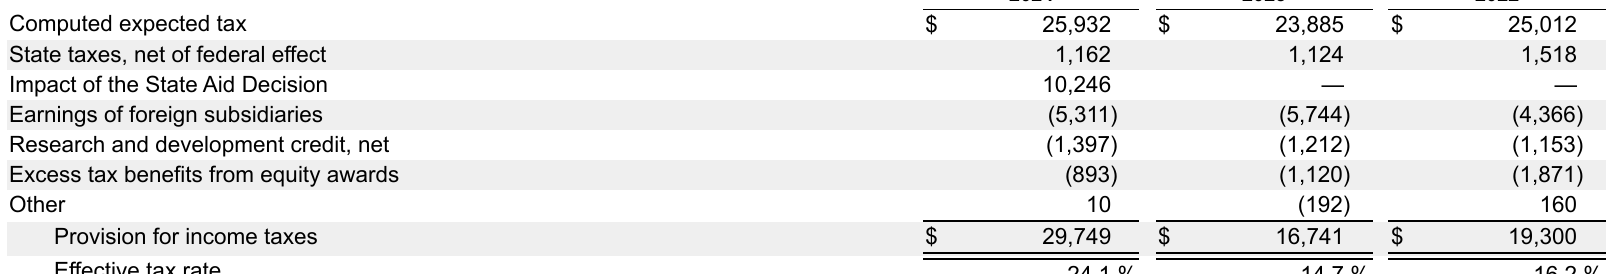 2024 2023 2022
Computed expected tax $ 25,932 $ 23,885 $ 25,012
State taxes, net of federal effect 1,162 1,124 1,518
Impact of the State Aid Decision 10,246 — —
Earnings of foreign subsidiaries (5,311) (5,744) (4,366)
Research and development credit, net (1,397) (1,212) (1,153)
Excess tax benefits from equity awards (893) (1,120) (1,871)
Other 10 (192) 160
Provision for income taxes $ 29,749 $ 16,741 $ 19,300
Effective tax rate 24.1 % 14.7 % 16.2 %